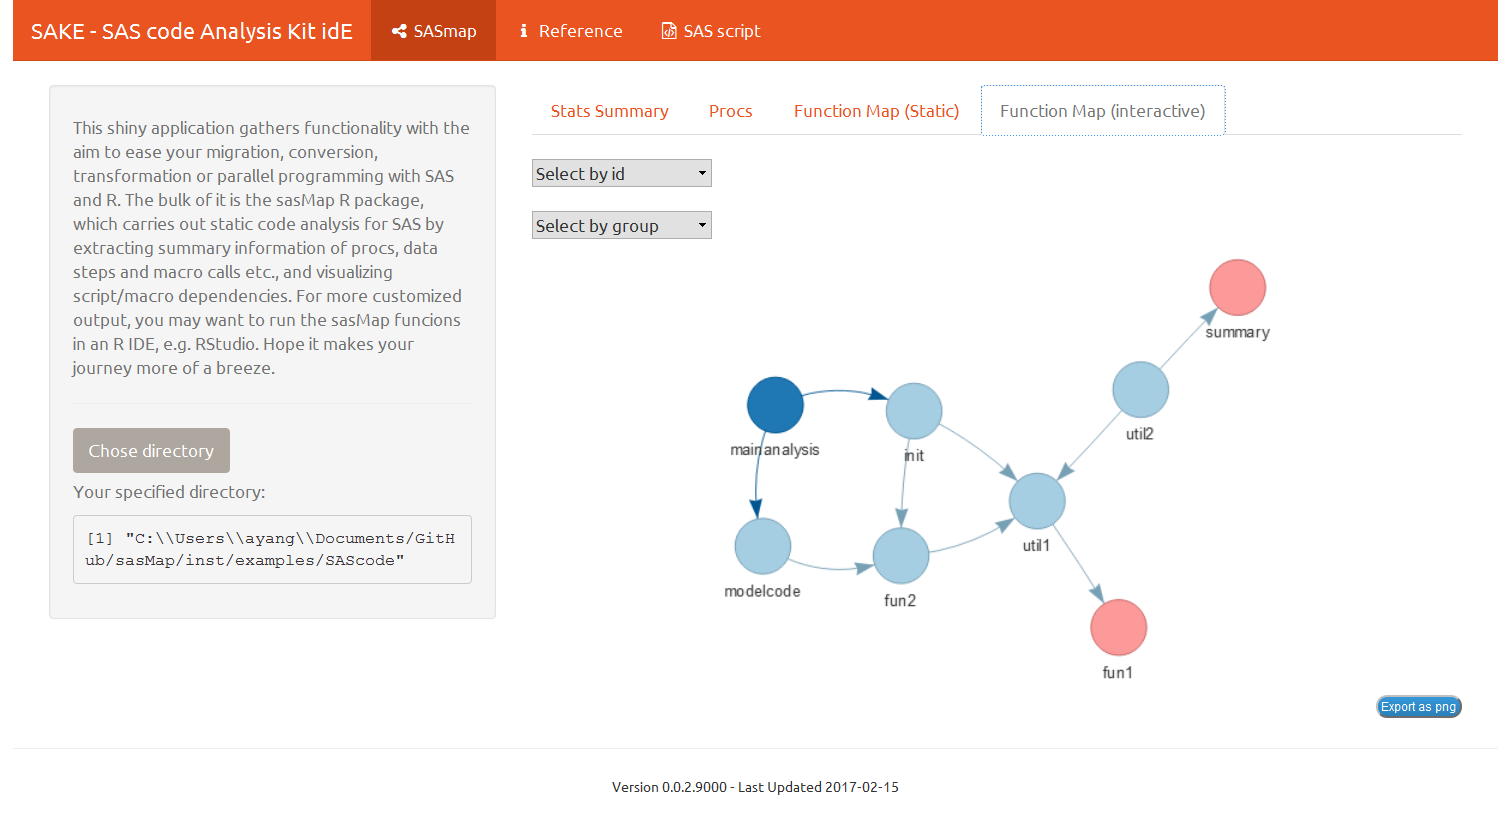 SAKE - SAS code Analysis Kit idE SASmap Reference SAS script
This shiny application gathers functionality with the
aim to ease your migration, conversion,
transformation or parallel programming with SAS
and R. The bulk of it is the sasMap R package,
which carries out static code analysis for SAS by
extracting summary information of procs, data
steps and macro calls etc., and visualizing
script/macro dependencies. For more customized
output, you may want to run the sasMap funcions
in an R IDE, e.g. RStudio. Hope it makes your
journey more of a breeze.
Chose directory
Your specified directory:
[1] "C:\\Users\\ayang\\Documents/GitH
ub/sasMap/inst/examples/SAScode"
Stats Summary Procs Function Map (Static) Function Map (interactive)
Select by id
Select by group
summary
util2
mainanalysis
init
util1
modelcode
fun2
fun1
Export as png
Version 0.0.2.9000 - Last Updated 2017-02-15